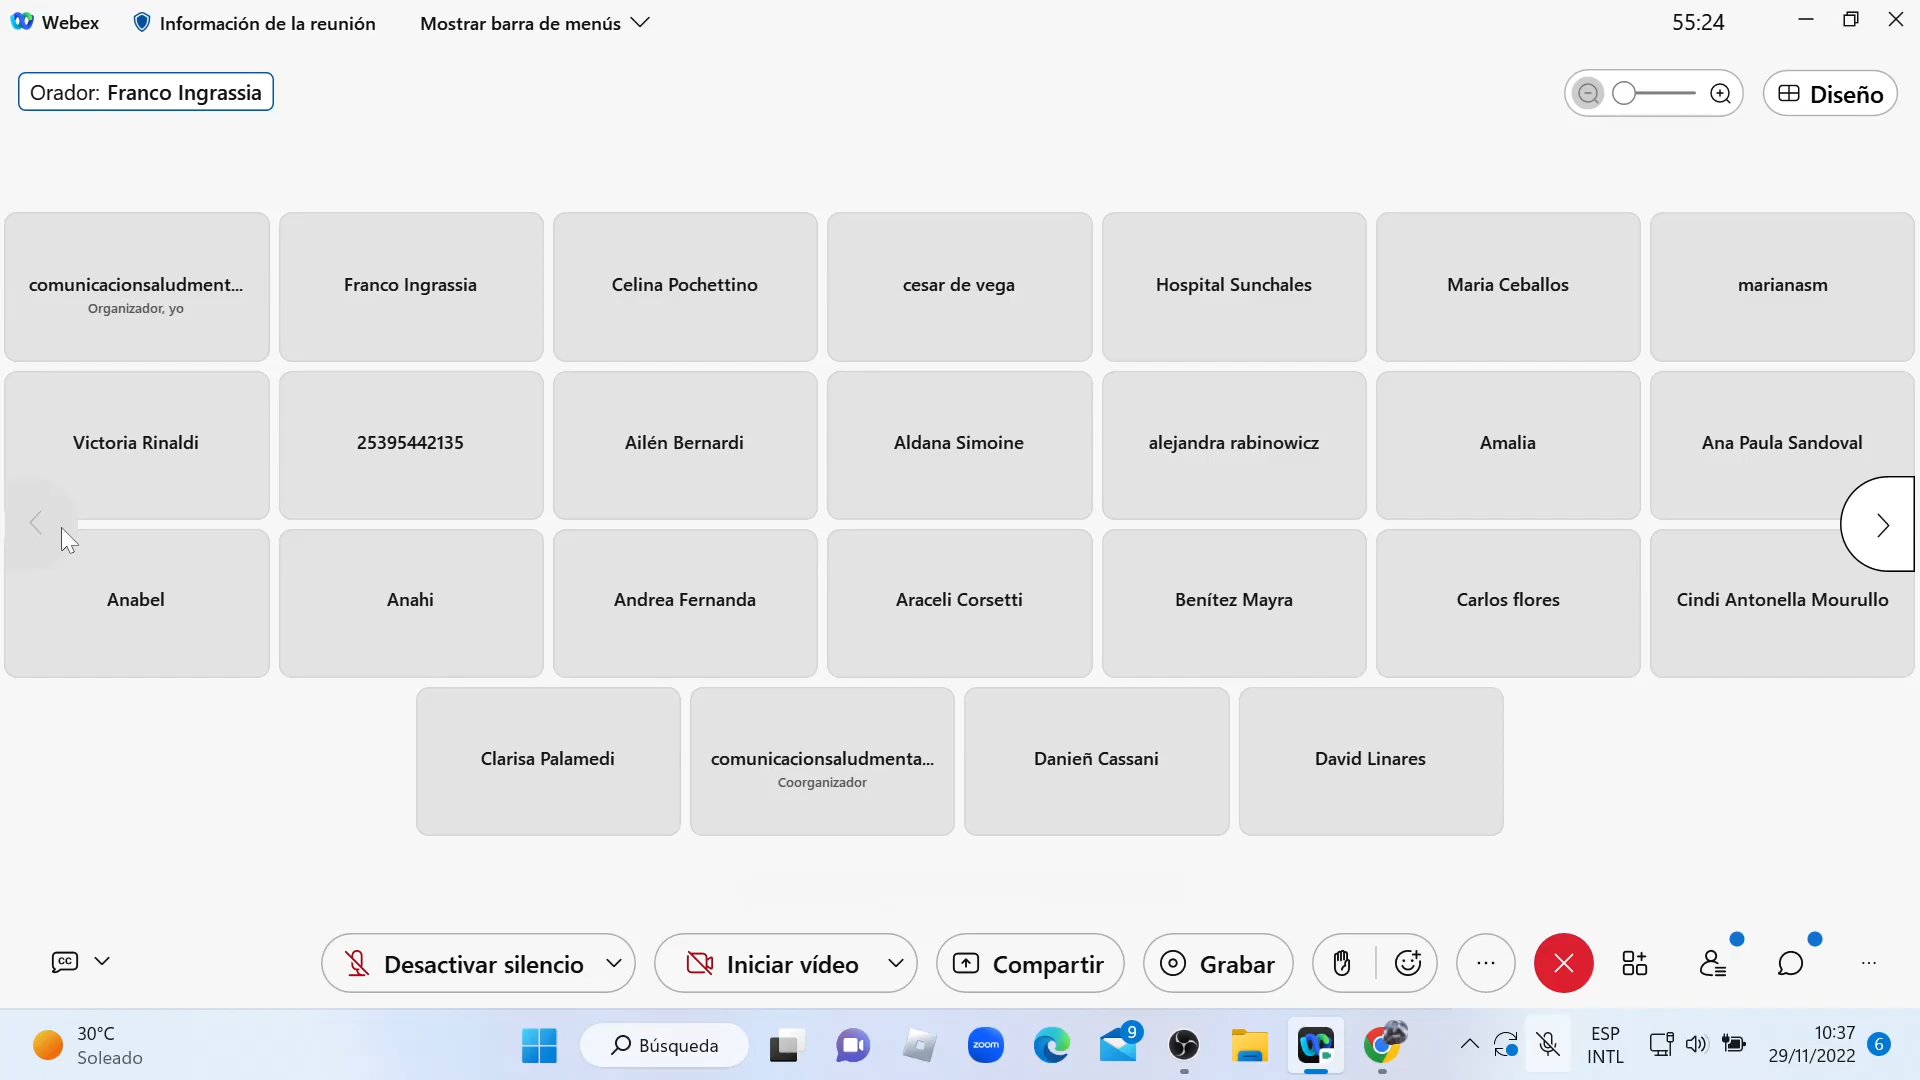 Webex
Información de la reunión
Mostrar barra de menús
55:24
Orador: Franco Ingrassia
Diseño
comunicacionsaludment...
Organizador, yo
Franco Ingrassia
Celina Pochettino
cesar de vega
Hospital Sunchales
Maria Ceballos
marianasm
Victoria Rinaldi
25395442135
Ailén Bernardi
Aldana Simoine
alejandra rabinowicz
Amalia
Ana Paula Sandoval
Anabel
Anahi
Andrea Fernanda
Araceli Corsetti
Benítez Mayra
Carlos flores
Cindi Antonella Mourullo
Clarisa Palamedi
comunicacionsaludmenta...
Coorganizador
Danieñ Cassani
David Linares
CC
Desactivar silencio
Iniciar vídeo
Compartir
Grabar
30°C
Soleado
Búsqueda
zoom
9
ESP
INTL
10:37
29/11/2022
6